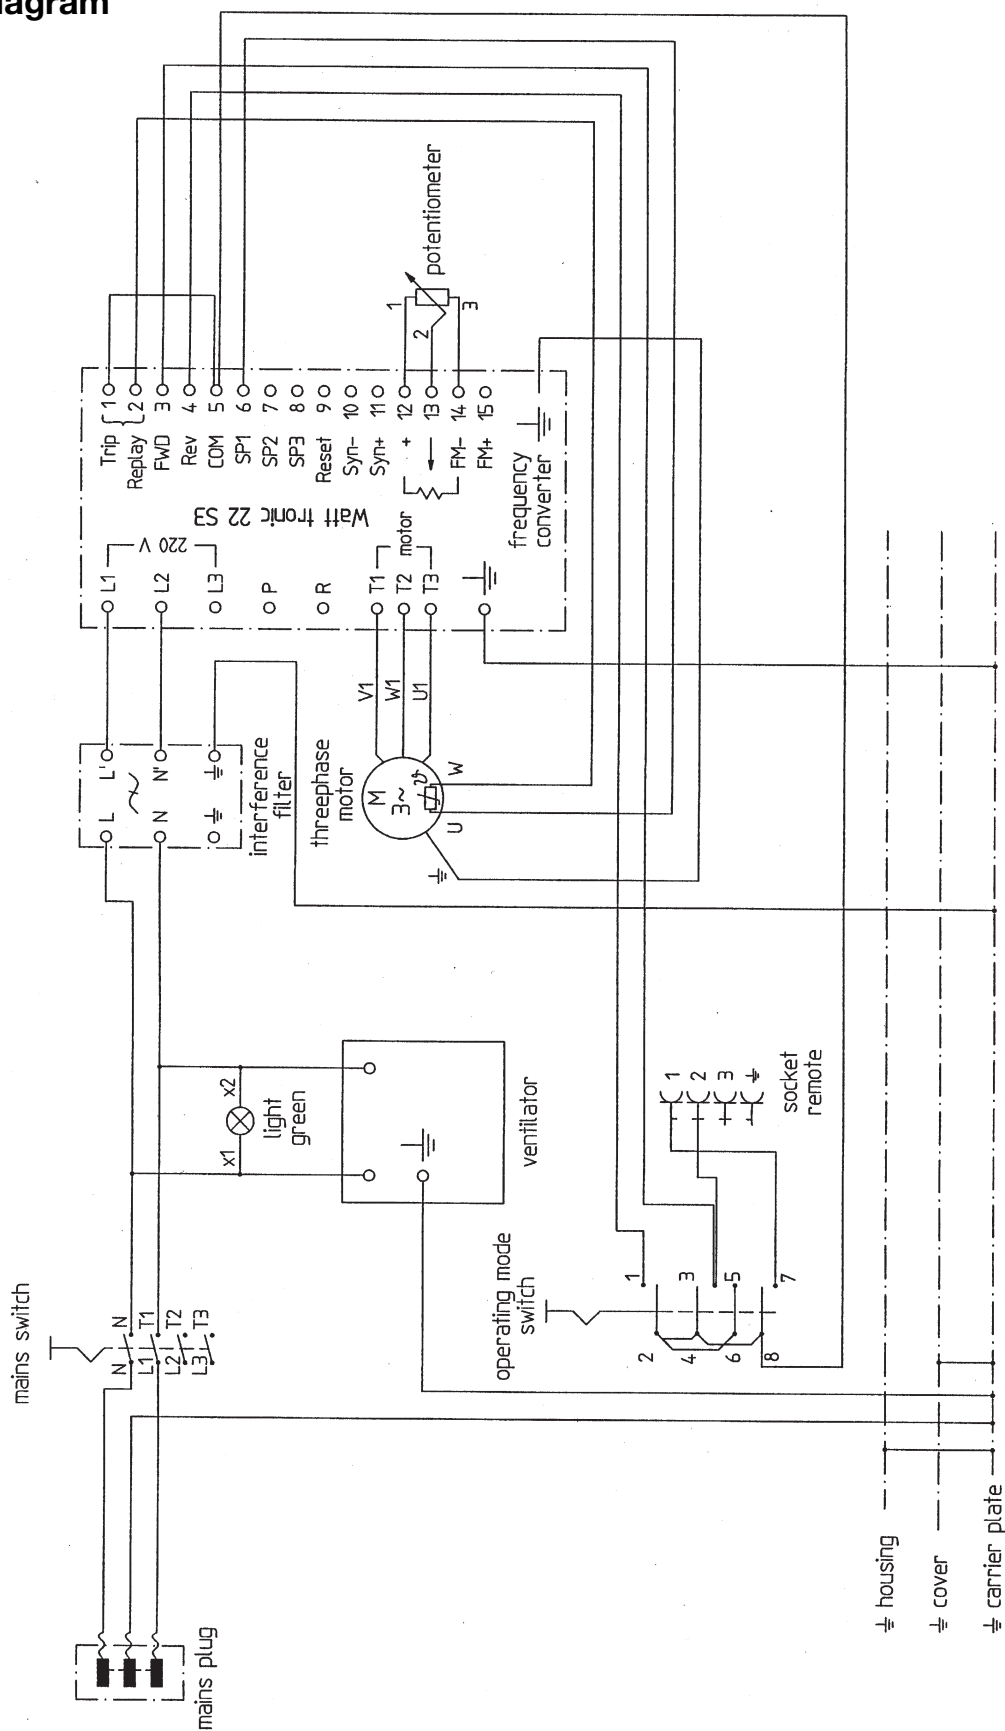 agram
Trip
Replay
FWD
Rev
COM
SP1
SP2
SP3
Reset
Syn-
Syn+
+
FM-
FM+
1
2
3
4
5
6
7
8
9
10
11
12
13
14
15
1
2
3
potentiometer
Watt tronic 22 S3
220 V
L1
L2
L3
P
R
T1
T2
T3
motor
frequency
converter
L'
N'
L
N
interference
filter
V1
W1
U1
threephase
motor
M
3~
ϑ
W
U
x2
x1
light
green
ventilator
1
2
3
socket
remote
operating mode
switch
1
3
5
7
2
4
6
8
mains switch
N
T1
T2
T3
N
L1
L2
L3
mains plug
housing
cover
carrier plate